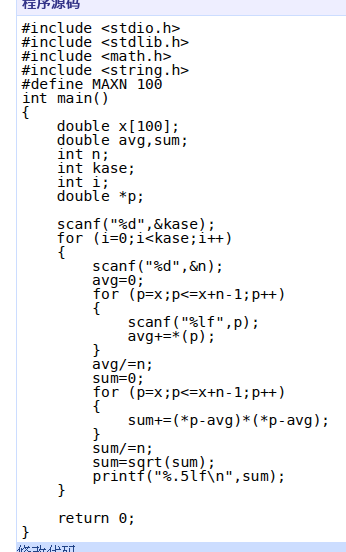 程序源码
#include <stdio.h>
#include <stdlib.h>
#include <math.h>
#include <string.h>
#define MAXN 100
int main()
{
    double x[100];
    double avg,sum;
    int n;
    int kase;
    int i;
    double *p;

    scanf("%d",&kase);
    for (i=0;i<kase;i++)
    {
        scanf("%d",&n);
        avg=0;
        for (p=x;p<=x+n-1;p++)
        {
            scanf("%lf",p);
            avg+=*(p);
        }
        avg/=n;
        sum=0;
        for (p=x;p<=x+n-1;p++)
        {
            sum+=(*p-avg)*(*p-avg);
        }
        sum/=n;
        sum=sqrt(sum);
        printf("%.5lf\n",sum);
    }

    return 0;
}
修改代码